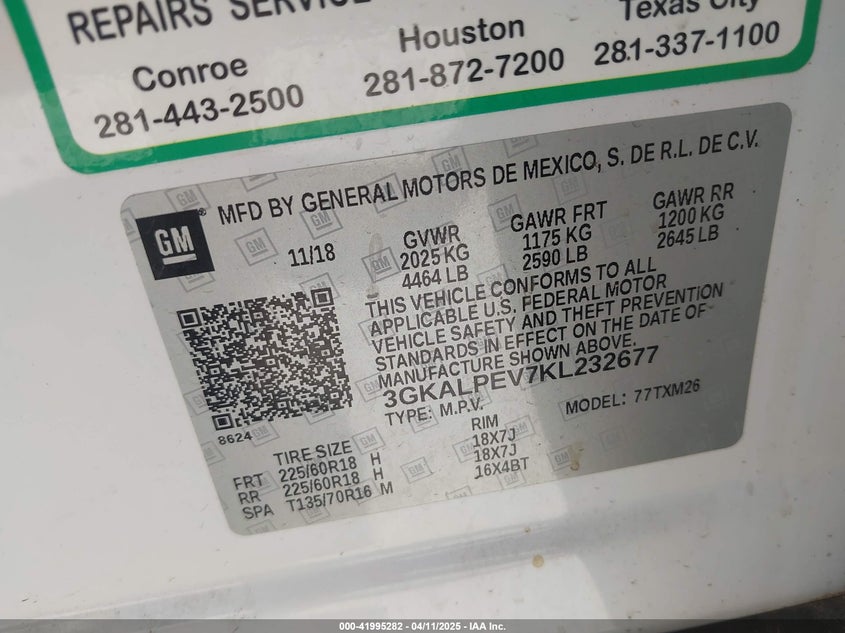 REPAIRS SERVICE
Conroe
281-443-2500
Houston
281-872-7200
Texas City
281-337-1100
GM
MFD BY GENERAL MOTORS DE MEXICO, S. DE R.L. DE C.V.
11/18
GVWR
2025 KG
4464 LB
GAWR FRT
1175 KG
2590 LB
GAWR RR
1200 KG
2645 LB
THIS VEHICLE CONFORMS TO ALL
APPLICABLE U.S. FEDERAL MOTOR
VEHICLE SAFETY AND THEFT PREVENTION
STANDARDS IN EFFECT ON THE DATE OF
MANUFACTURE SHOWN ABOVE.
3GKALPEV7KL232677
TYPE: M.P.V.
MODEL: 77TXM26
8624
TIRE SIZE
RIM
FRT 225/60R18 H 18X7J
RR 225/60R18 H 18X7J
SPA T135/70R16 M 16X4BT
000-41995282 - 04/11/2025 - IAA Inc.